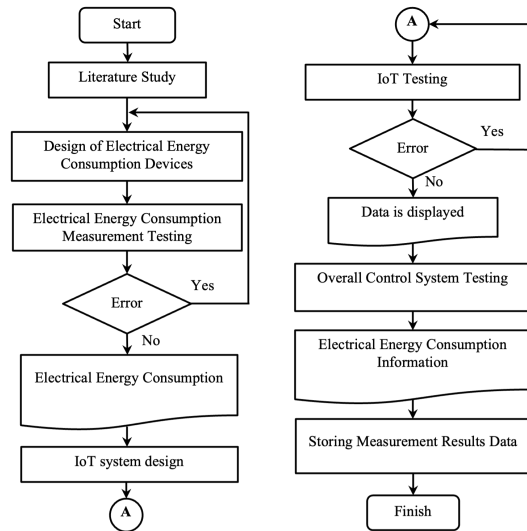 Start
Literature Study
Design of Electrical Energy
Consumption Devices
Electrical Energy Consumption
Measurement Testing
Error
Yes
No
Electrical Energy Consumption
IoT system design
A
A
IoT Testing
Error
Yes
No
Data is displayed
Overall Control System Testing
Electrical Energy Consumption
Information
Storing Measurement Results Data
Finish